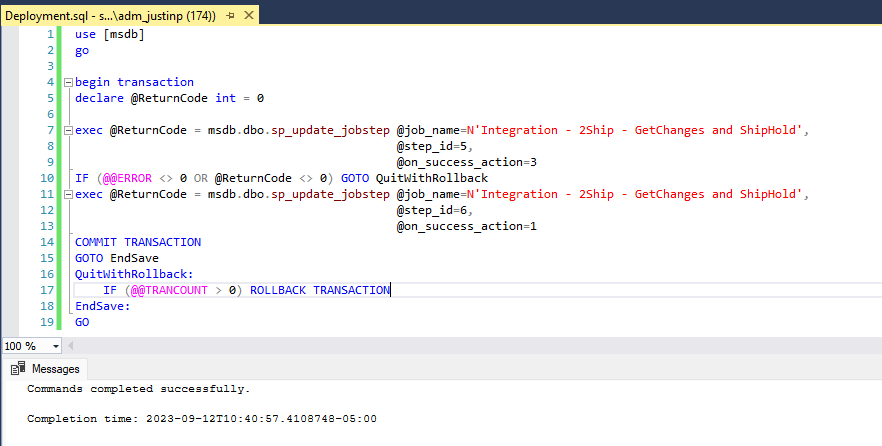 Deployment.sql - s...\adm_justinp (174))
1 use [msdb]
2 go
3
4 begin transaction
5 declare @ReturnCode int = 0
6
7 exec @ReturnCode = msdb.dbo.sp_update_jobstep @job_name=N'Integration - 2Ship - GetChanges and ShipHold',
8 @step_id=5,
9 @on_success_action=3
10 IF (@@ERROR <> 0 OR @ReturnCode <> 0) GOTO QuitWithRollback
11 exec @ReturnCode = msdb.dbo.sp_update_jobstep @job_name=N'Integration - 2Ship - GetChanges and ShipHold',
12 @step_id=6,
13 @on_success_action=1
14 COMMIT TRANSACTION
15 GOTO EndSave
16 QuitWithRollback:
17 IF (@@TRANCOUNT > 0) ROLLBACK TRANSACTION
18 EndSave:
19 GO
100 %
Messages
Commands completed successfully.
Completion time: 2023-09-12T10:40:57.4108748-05:00